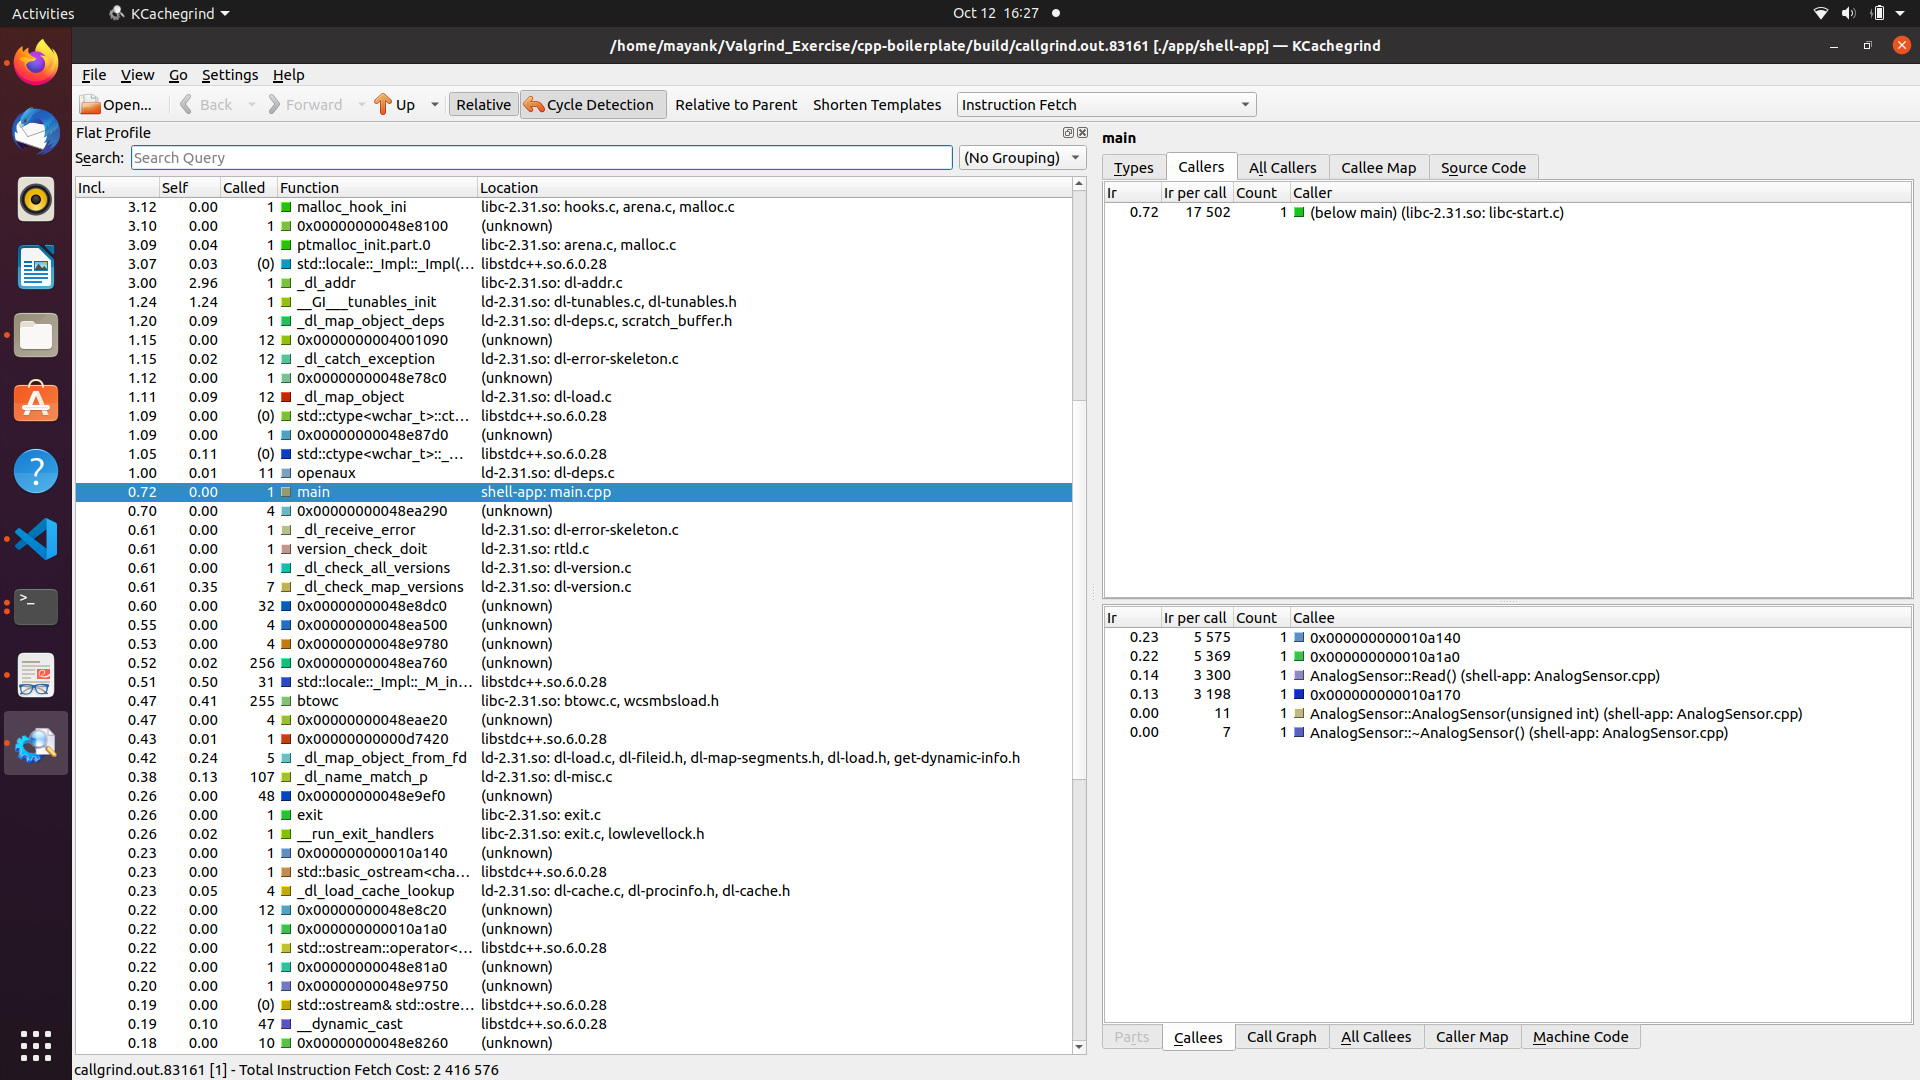 Activities KCachegrind Oct 12 16:27
/home/mayank/Valgrind_Exercise/cpp-boilerplate/build/callgrind.out.83161 [./app/shell-app] — KCachegrind
File View Go Settings Help
Open... Back Forward Up Relative Cycle Detection Relative to Parent Shorten Templates Instruction Fetch
Flat Profile
Search: Search Query (No Grouping)
Incl. Self Called Function Location
3.12 0.00 1 malloc_hook_ini libc-2.31.so: hooks.c, arena.c, malloc.c
3.10 0.00 1 0x00000000048e8100 (unknown)
3.09 0.04 1 ptmalloc_init.part.0 libc-2.31.so: arena.c, malloc.c
3.07 0.03 (0) std::locale::_Impl::_Impl(... libstdc++.so.6.0.28
3.00 2.96 1 _dl_addr libc-2.31.so: dl-addr.c
1.24 1.24 1 __GI___tunables_init ld-2.31.so: dl-tunables.c, dl-tunables.h
1.20 0.09 1 _dl_map_object_deps ld-2.31.so: dl-deps.c, scratch_buffer.h
1.15 0.00 12 0x0000000004001090 (unknown)
1.15 0.02 12 _dl_catch_exception ld-2.31.so: dl-error-skeleton.c
1.12 0.00 1 0x00000000048e78c0 (unknown)
1.11 0.09 12 _dl_map_object ld-2.31.so: dl-load.c
1.09 0.00 (0) std::ctype<wchar_t>::ct... libstdc++.so.6.0.28
1.09 0.00 1 0x00000000048e87d0 (unknown)
1.05 0.11 (0) std::ctype<wchar_t>::_... libstdc++.so.6.0.28
1.00 0.01 11 openaux ld-2.31.so: dl-deps.c
0.72 0.00 1 main shell-app: main.cpp
0.70 0.00 4 0x00000000048ea290 (unknown)
0.61 0.00 1 _dl_receive_error ld-2.31.so: dl-error-skeleton.c
0.61 0.00 1 version_check_doit ld-2.31.so: rtld.c
0.61 0.00 1 _dl_check_all_versions ld-2.31.so: dl-version.c
0.61 0.35 7 _dl_check_map_versions ld-2.31.so: dl-version.c
0.60 0.00 32 0x00000000048e8dc0 (unknown)
0.55 0.00 4 0x00000000048ea500 (unknown)
0.53 0.00 4 0x00000000048e9780 (unknown)
0.52 0.02 256 0x00000000048ea760 (unknown)
0.51 0.50 31 std::locale::_Impl::_M_in... libstdc++.so.6.0.28
0.47 0.41 255 btowc libc-2.31.so: btowc.c, wcsmbsload.h
0.47 0.00 4 0x00000000048eae20 (unknown)
0.43 0.01 1 0x00000000000d7420 libstdc++.so.6.0.28
0.42 0.24 5 _dl_map_object_from_fd ld-2.31.so: dl-load.c, dl-fileid.h, dl-map-segments.h, dl-load.h, get-dynamic-info.h
0.38 0.13 107 _dl_name_match_p ld-2.31.so: dl-misc.c
0.26 0.00 48 0x00000000048e9ef0 (unknown)
0.26 0.00 1 exit libc-2.31.so: exit.c
0.26 0.02 1 __run_exit_handlers libc-2.31.so: exit.c, lowlevellock.h
0.23 0.00 1 0x000000000010a140 (unknown)
0.23 0.00 1 std::basic_ostream<cha... libstdc++.so.6.0.28
0.23 0.05 4 _dl_load_cache_lookup ld-2.31.so: dl-cache.c, dl-procinfo.h, dl-cache.h
0.22 0.00 12 0x00000000048e8c20 (unknown)
0.22 0.00 1 0x000000000010a1a0 (unknown)
0.22 0.00 1 std::ostream::operator<... libstdc++.so.6.0.28
0.22 0.00 1 0x00000000048e81a0 (unknown)
0.20 0.00 1 0x00000000048e9750 (unknown)
0.19 0.00 (0) std::ostream& std::ostre... libstdc++.so.6.0.28
0.19 0.10 47 __dynamic_cast libstdc++.so.6.0.28
0.18 0.00 10 0x00000000048e8260 (unknown)
callgrind.out.83161 [1] - Total Instruction Fetch Cost: 2 416 576
main
Types Callers All Callers Callee Map Source Code
Ir Ir per call Count Caller
0.72 17 502 1 (below main) (libc-2.31.so: libc-start.c)
Ir Ir per call Count Callee
0.23 5 575 1 0x000000000010a140
0.22 5 369 1 0x000000000010a1a0
0.14 3 300 1 AnalogSensor::Read() (shell-app: AnalogSensor.cpp)
0.13 3 198 1 0x000000000010a170
0.00 11 1 AnalogSensor::AnalogSensor(unsigned int) (shell-app: AnalogSensor.cpp)
0.00 7 1 AnalogSensor::~AnalogSensor() (shell-app: AnalogSensor.cpp)
Parts Callees Call Graph All Callees Caller Map Machine Code